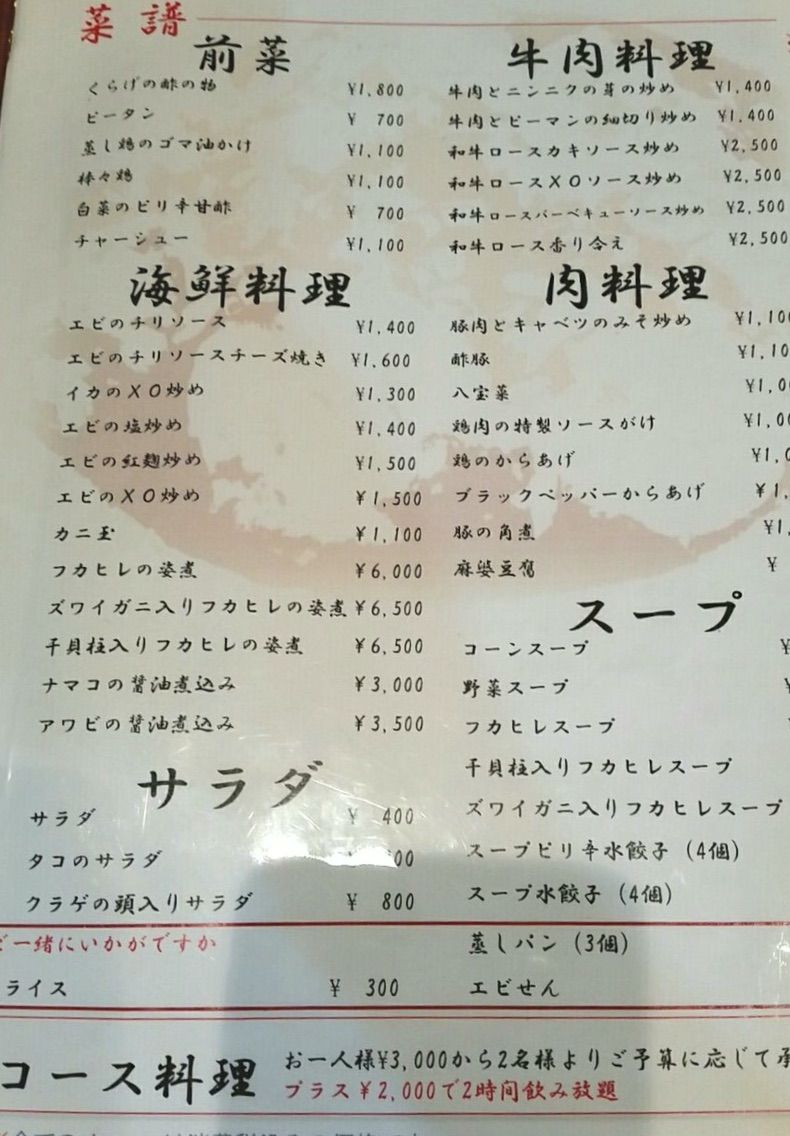 菜譜
前菜
くらげの酢の物 ¥1,800
ピータン ¥ 700
蒸し鶏のゴマ油かけ ¥1,100
棒々鶏 ¥1,100
白菜のピリ辛甘酢 ¥ 700
チャーシュー ¥1,100
海鮮料理
エビのチリソース ¥1,400
エビのチリソースチーズ焼き ¥1,600
イカのXO炒め ¥1,300
エビの塩炒め ¥1,400
エビの紅麹炒め ¥1,500
エビのXO炒め ¥1,500
カニ玉 ¥1,100
フカヒレの姿煮 ¥6,000
ズワイガニ入りフカヒレの姿煮 ¥6,500
干貝柱入りフカヒレの姿煮 ¥6,500
ナマコの醤油煮込み ¥3,000
アワビの醤油煮込み ¥3,500
サラダ
サラダ ¥ 400
タコのサラダ
クラゲの頭入りサラダ ¥ 800
牛肉料理
牛肉とニンニクの芽の炒め ¥1,400
牛肉とピーマンの細切り炒め ¥1,400
和牛ロースカキソース炒め ¥2,500
和牛ロースXOソース炒め ¥2,500
和牛ロースバーベキューソース炒め ¥2,500
和牛ロース香り合え ¥2,500
肉料理
豚肉とキャベツのみそ炒め ¥1,100
酢豚 ¥1,10
八宝菜 ¥1,0
鶏肉の特製ソースがけ ¥1,0
鶏のからあげ ¥1,0
ブラックペッパーからあげ ¥1,
豚の角煮 ¥1,
麻婆豆腐 ¥
スープ
コーンスープ ¥
野菜スープ ¥
フカヒレスープ
干貝柱入りフカヒレスープ
ズワイガニ入りフカヒレスープ
スープピリ辛水餃子（4個）
スープ水餃子（4個）
ご一緒にいかがですか
ライス ¥ 300
蒸しパン（3個）
エビせん
コース料理
お一人様¥3,000から2名様よりご予算に応じて承
プラス¥2,000で2時間飲み放題